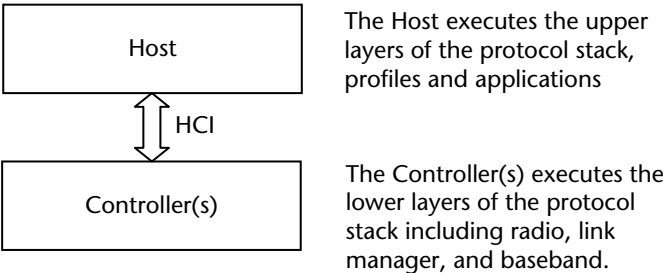 Host
The Host executes the upper
layers of the protocol stack,
profiles and applications
HCI
Controller(s)
The Controller(s) executes the
lower layers of the protocol
stack including radio, link
manager, and baseband.